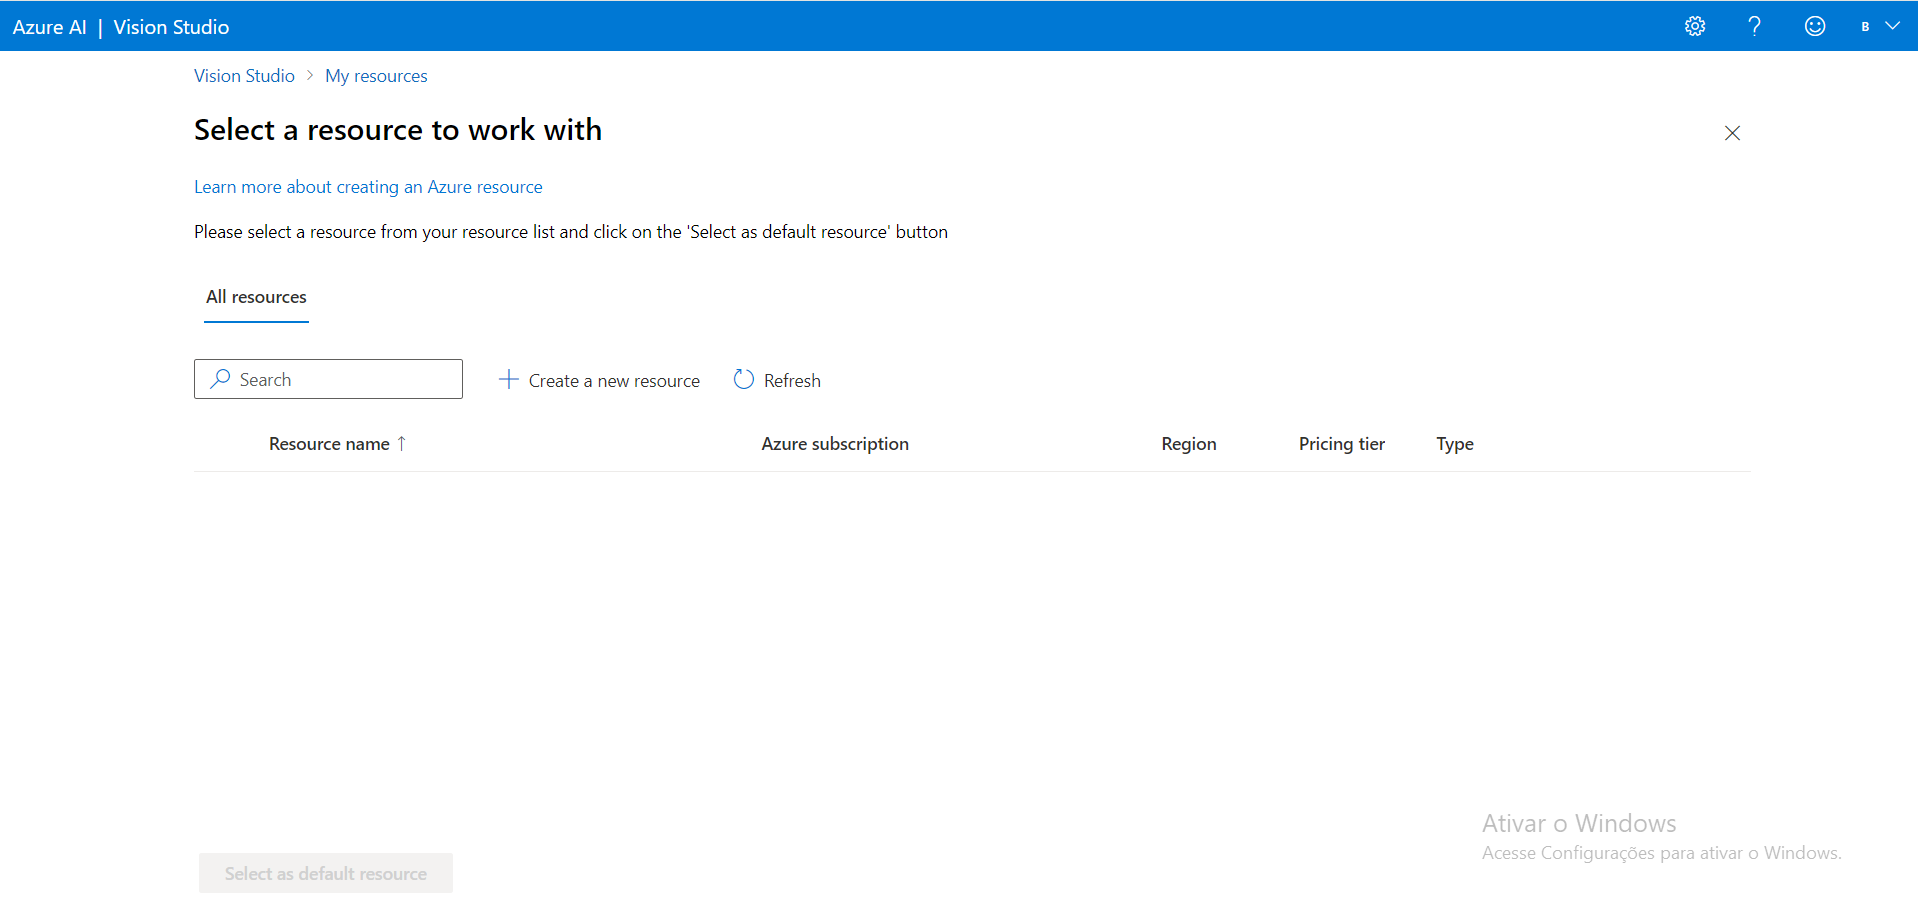 Azure AI | Vision Studio
B
Vision Studio > My resources
Select a resource to work with
Learn more about creating an Azure resource
Please select a resource from your resource list and click on the 'Select as default resource' button
All resources
Search
Create a new resource
Refresh
Resource name ↑ Azure subscription Region Pricing tier Type
Ativar o Windows
Acesse Configurações para ativar o Windows.
Select as default resource